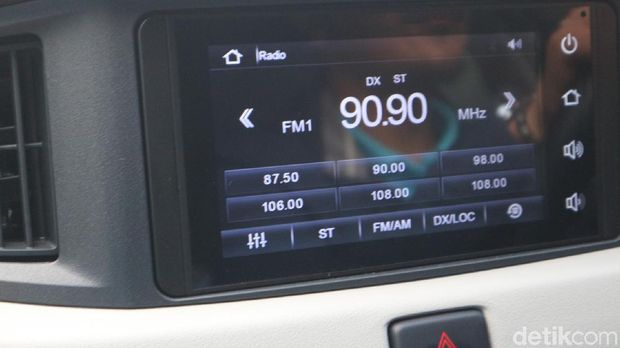 Radio
DX ST
FM1 90.90 MHz
87.50 90.00 98.00
106.00 108.00 108.00
ST FM/AM DX/LOC
detikcom